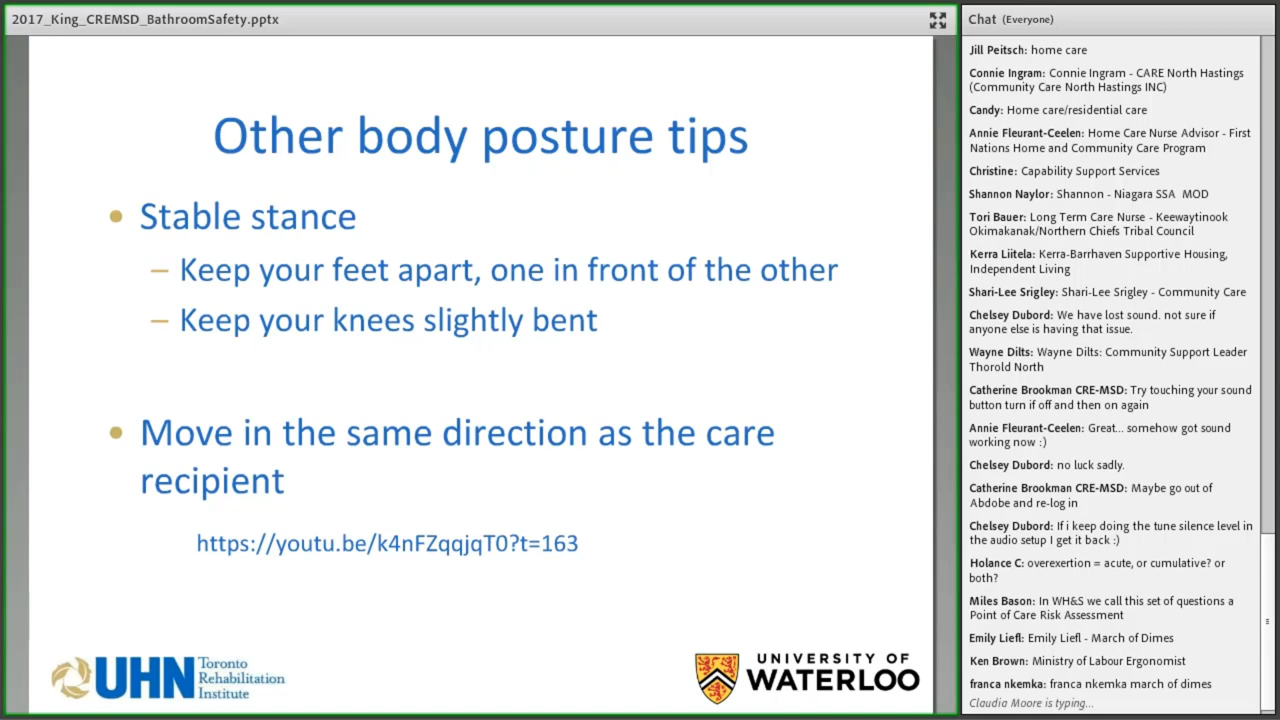 2017_King_CREMSD_BathroomSafety.pptx
Other body posture tips
• Stable stance
– Keep your feet apart, one in front of the other
– Keep your knees slightly bent
• Move in the same direction as the care
recipient
https://youtu.be/k4nFZqqjqT0?t=163
UHN Toronto
Rehabilitation
Institute
UNIVERSITY OF
WATERLOO
Chat (Everyone)
Jill Peitsch: home care
Connie Ingram: Connie Ingram - CARE North Hastings
(Community Care North Hastings INC)
Candy: Home care/residential care
Annie Fleurant-Ceelen: Home Care Nurse Advisor - First
Nations Home and Community Care Program
Christine: Capability Support Services
Shannon Naylor: Shannon - Niagara SSA MOD
Tori Bauer: Long Term Care Nurse - Keewaytinook
Okimakanak/Northern Chiefs Tribal Council
Kerra Liitela: Kerra-Barrhaven Supportive Housing,
Independent Living
Shari-Lee Srigley: Shari-Lee Srigley - Community Care
Chelsey Dubord: We have lost sound. not sure if
anyone else is having that issue.
Wayne Dilts: Wayne Dilts: Community Support Leader
Thorold North
Catherine Brookman CRE-MSD: Try touching your sound
button turn if off and then on again
Annie Fleurant-Ceelen: Great... somehow got sound
working now :)
Chelsey Dubord: no luck sadly.
Catherine Brookman CRE-MSD: Maybe go out of
Abdobe and re-log in
Chelsey Dubord: If i keep doing the tune silence level in
the audio setup I get it back :)
Holance C: overexertion = acute, or cumulative? or
both?
Miles Bason: In WH&S we call this set of questions a
Point of Care Risk Assessment
Emily Liefl: Emily Liefl - March of Dimes
Ken Brown: Ministry of Labour Ergonomist
franca nkemka: franca nkemka march of dimes
Claudia Moore is typing...